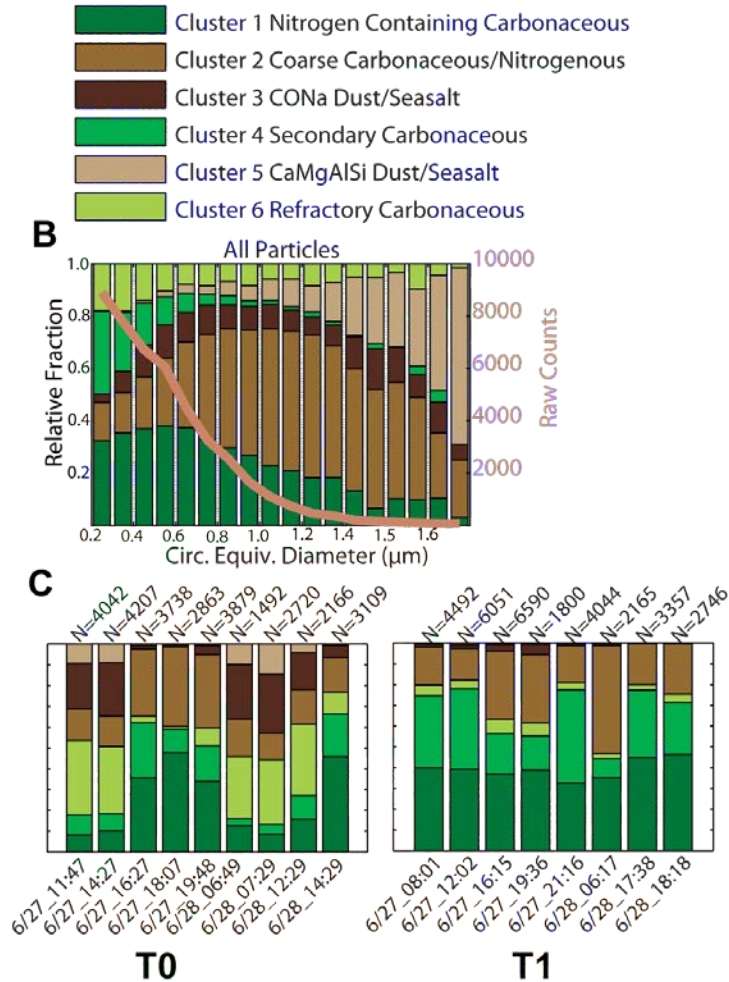 Cluster 1 Nitrogen Containing Carbonaceous
Cluster 2 Coarse Carbonaceous/Nitrogenous
Cluster 3 CONa Dust/Seasalt
Cluster 4 Secondary Carbonaceous
Cluster 5 CaMgAlSi Dust/Seasalt
Cluster 6 Refractory Carbonaceous
B
All Particles
1.0
0.8
0.6
0.4
0.2
Relative Fraction
10000
8000
6000
4000
2000
Raw Counts
0.2 0.4 0.6 0.8 1.0 1.2 1.4 1.5 1.6
Circ. Equiv. Diameter (µm)
C
N=4042 N=4207 N=3738 N=2863 N=3879 N=1492 N=2720 N=2166 N=3109
N=4492 N=6051 N=6590 N=1800 N=4044 N=2165 N=3357 N=2746
6/27_11:47 6/27_14:27 6/27_16:27 6/27_18:07 6/27_19:48 6/28_06:49 6/28_07:29 6/28_12:29 6/28_14:29
6/27_08:01 6/27_12:02 6/27_16:15 6/27_19:36 6/27_21:16 6/28_06:17 6/28_17:38 6/28_18:18
T0
T1